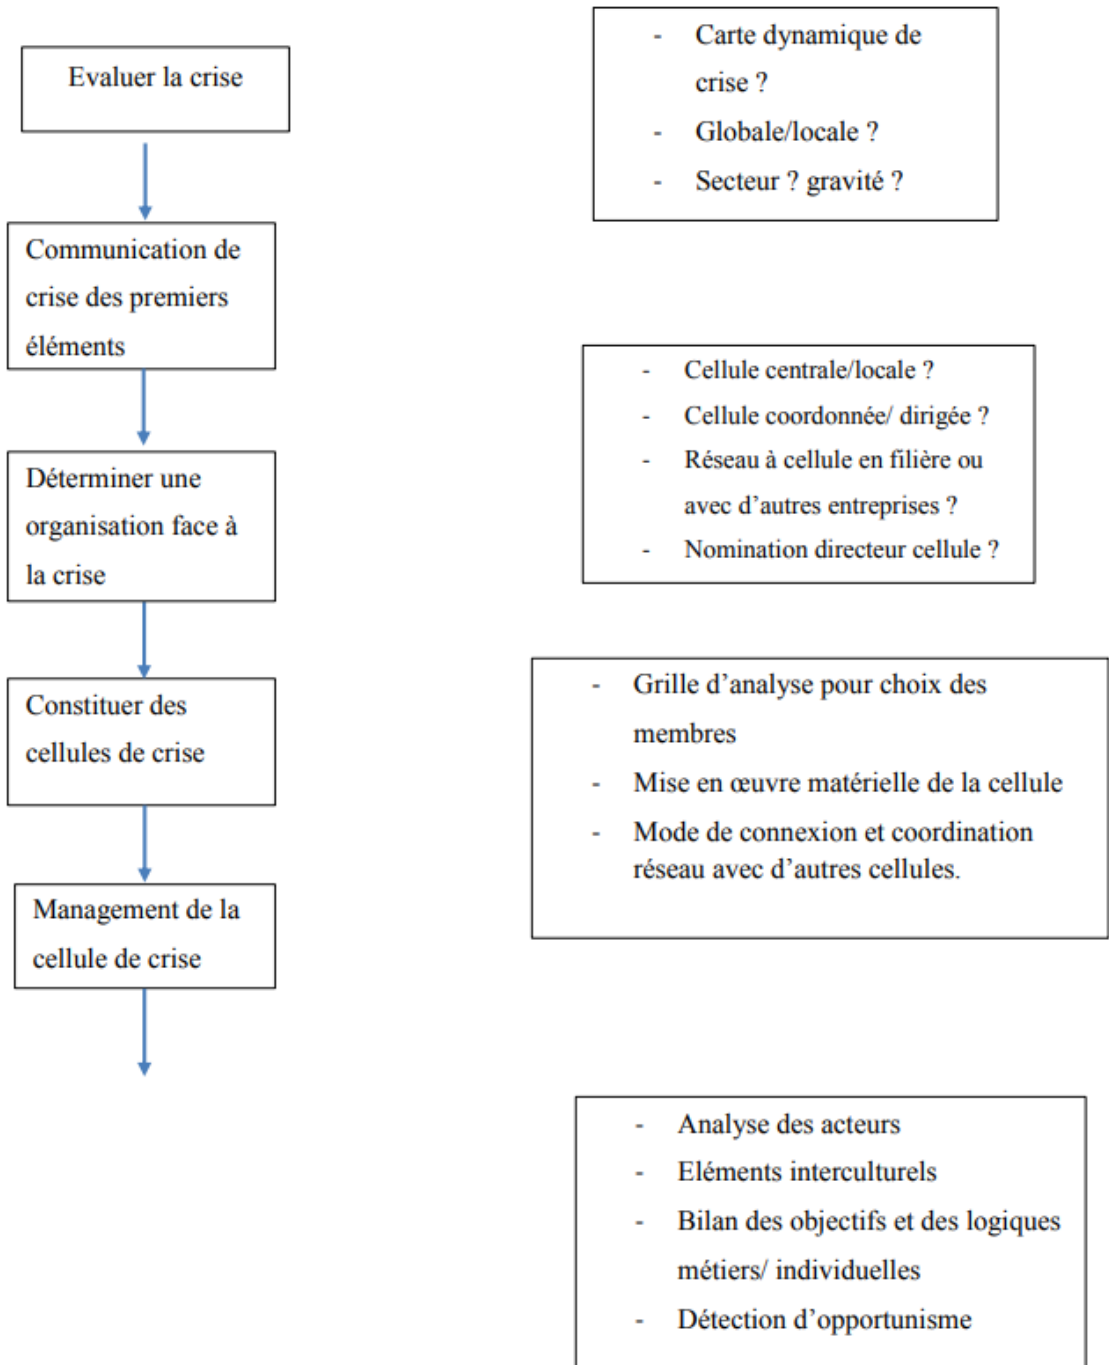 Evaluer la crise
- Carte dynamique de
crise ?
- Globale/locale ?
- Secteur ? gravité ?
Communication de
crise des premiers
éléments
- Cellule centrale/locale ?
- Cellule coordonnée/ dirigée ?
- Réseau à cellule en filière ou
avec d’autres entreprises ?
- Nomination directeur cellule ?
Déterminer une
organisation face à
la crise
- Grille d’analyse pour choix des
membres
- Mise en œuvre matérielle de la cellule
- Mode de connexion et coordination
réseau avec d’autres cellules.
Constituer des
cellules de crise
Management de la
cellule de crise
- Analyse des acteurs
- Eléments interculturels
- Bilan des objectifs et des logiques
métiers/ individuelles
- Détection d’opportunisme